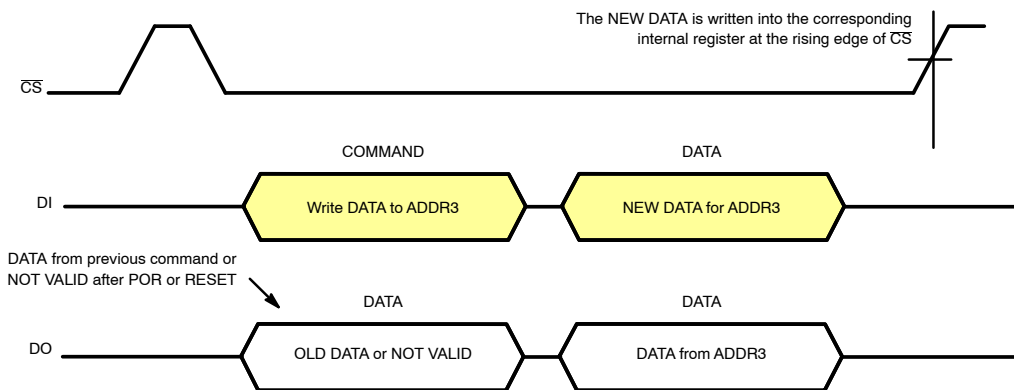 The NEW DATA is written into the corresponding
internal register at the rising edge of C̅S̅
C̅S̅
COMMAND
DATA
DI
Write DATA to ADDR3
NEW DATA for ADDR3
DATA from previous command or
NOT VALID after POR or RESET
DATA
DATA
DO
OLD DATA or NOT VALID
DATA from ADDR3